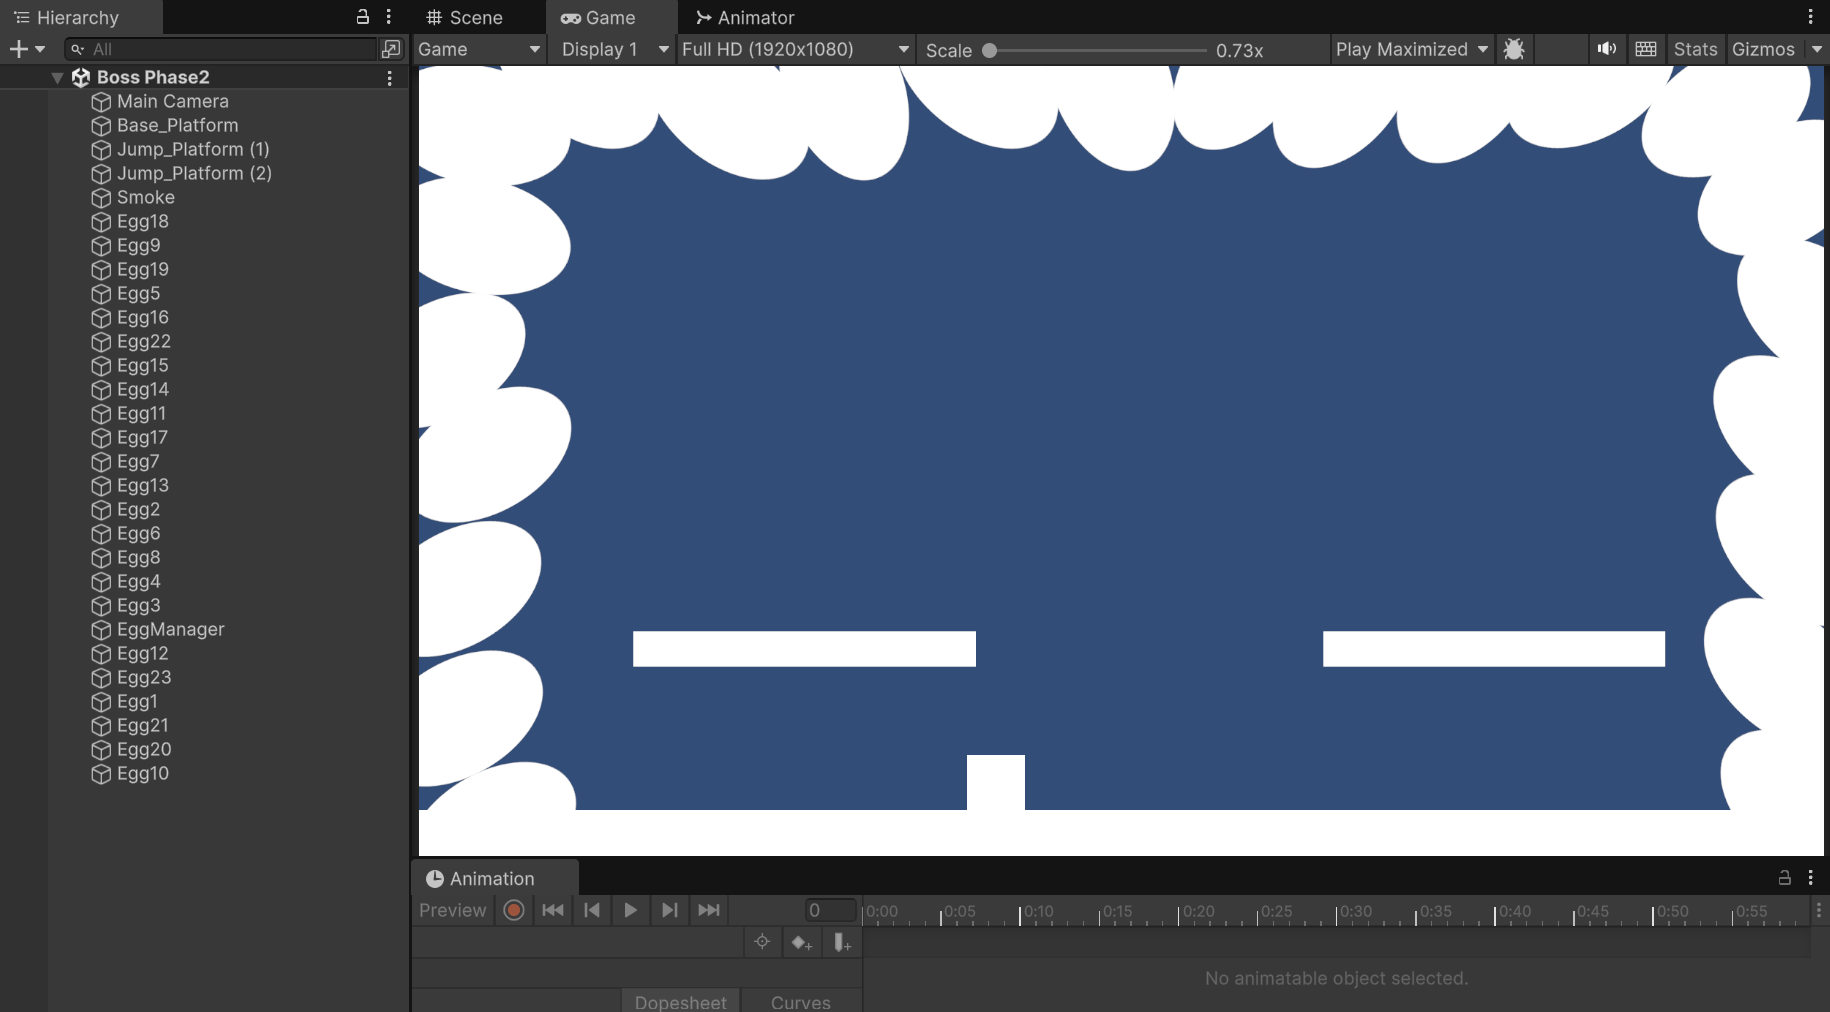 Hierarchy
All
Boss Phase2
Main Camera
Base_Platform
Jump_Platform (1)
Jump_Platform (2)
Smoke
Egg18
Egg9
Egg19
Egg5
Egg16
Egg22
Egg15
Egg14
Egg11
Egg17
Egg7
Egg13
Egg2
Egg6
Egg8
Egg4
Egg3
EggManager
Egg12
Egg23
Egg1
Egg21
Egg20
Egg10
Scene Game Animator
Game Display 1 Full HD (1920x1080) Scale 0.73x Play Maximized Stats Gizmos
Animation
Preview 0 0:00 0:05 0:10 0:15 0:20 0:25 0:30 0:35 0:40 0:45 0:50 0:55
No animatable object selected.
Dopesheet Curves